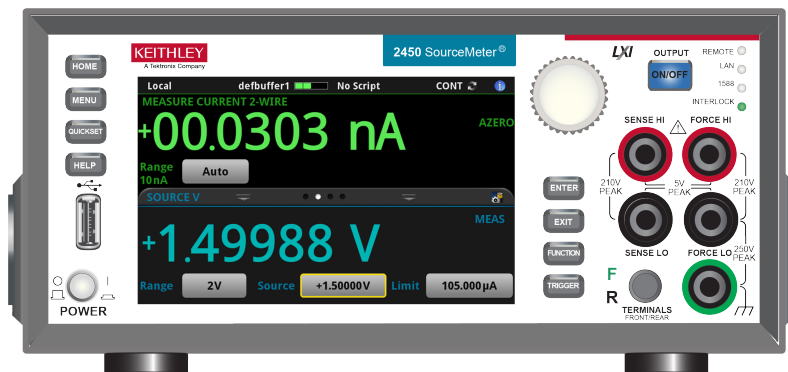 KEITHLEY
A Tektronix Company
2450 SourceMeter®
LXI
OUTPUT
ON/OFF
REMOTE
LAN
1588
INTERLOCK
HOME
MENU
QUICKSET
HELP
Local defbuffer1 No Script CONT i
MEASURE CURRENT 2-WIRE
+00.0303 nA
AZERO
Range Auto
10nA
SOURCE V
MEAS
+1.49988 V
Range 2V Source +1.50000V Limit 105.000µA
POWER
ENTER
EXIT
FUNCTION
TRIGGER
SENSE HI
FORCE HI
210V
PEAK
5V
PEAK
210V
PEAK
SENSE LO
FORCE LO
250V
PEAK
F
R
TERMINALS
FRONT/REAR